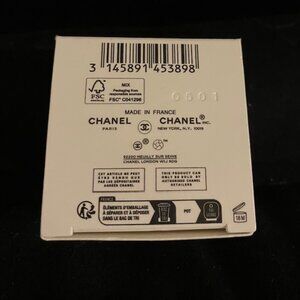 3 145891 453898
FSC
MIX
Packaging from
responsible sources
FSC® C041296
0501
MADE IN FRANCE
CHANEL CHANEL INC.
PARIS NEW YORK, N.Y. 10019
92200 NEUILLY SUR SEINE
CHANEL LONDON W1J 6DG
CET ARTICLE NE PEUT
ÊTRE VENDU QUE
PAR LES DÉPOSITAIRES
AGRÉÉS CHANEL
THIS PRODUCT CAN
ONLY BE SOLD BY
AUTHORISED CHANEL
RETAILERS
ÉLÉMENTS D'EMBALLAGE
À SÉPARER ET À DÉPOSER
DANS LE BAC DE TRI
POT
18 M